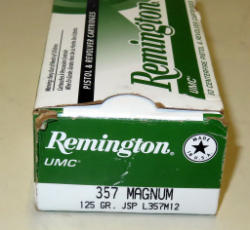 PISTOL & REVOLVER CARTRIDGES
Remington
UMC
50 CENTERFIRE PISTOL & REVOLVER CARTRIDGES
Remington
UMC
MADE
IN
U.S.A.
357 MAGNUM
125 GR. JSP L357M12